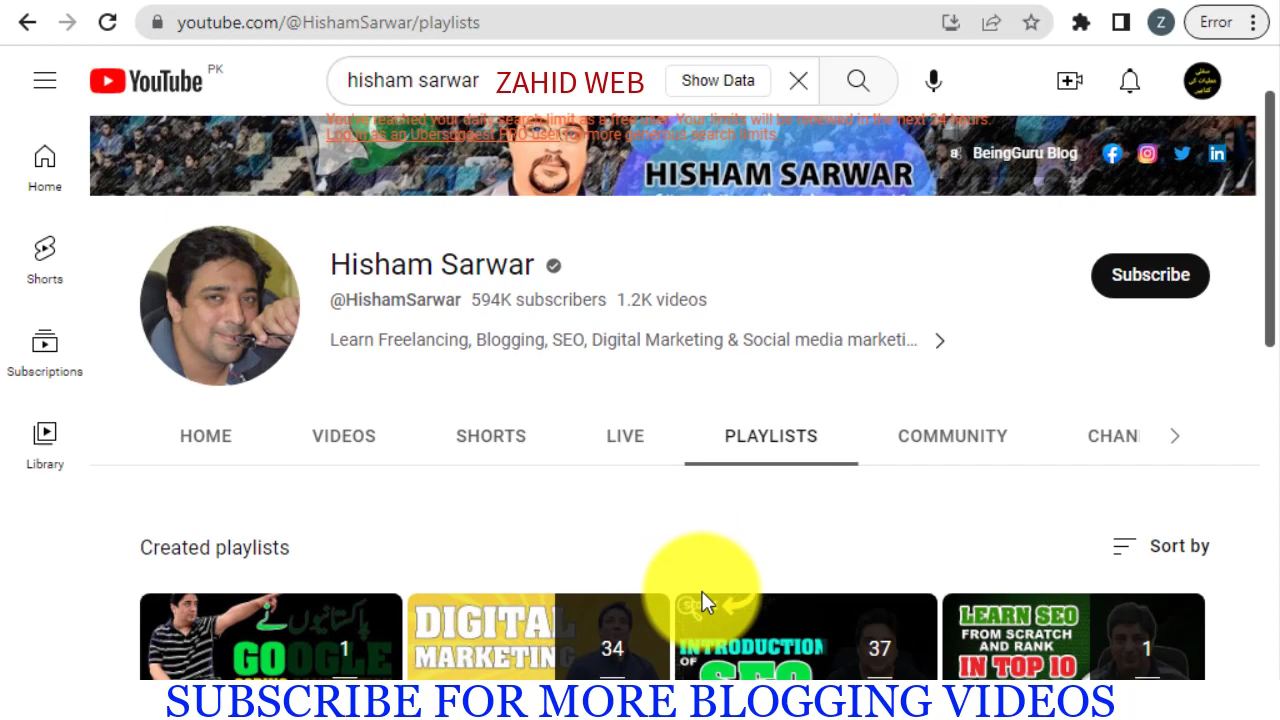 youtube.com/@HishamSarwar/playlists
Z
Error
YouTube PK
hisham sarwar
ZAHID WEB
Show Data
You've reached your daily search limit as a free user. Your limits will be renewed in the next 24 hours.
Log in as an Ubersuggest PRO user for more generous search limits.
HISHAM SARWAR
BeingGuru Blog
Home
Shorts
Subscriptions
Library
Hisham Sarwar
@HishamSarwar 594K subscribers 1.2K videos
Learn Freelancing, Blogging, SEO, Digital Marketing & Social media marketi...
Subscribe
HOME VIDEOS SHORTS LIVE PLAYLISTS COMMUNITY CHAN
Created playlists
Sort by
پاکستانیوں نے
GOOGLE
1
DIGITAL
MARKETING
34
INTRODUCTION
OF
SEO
37
LEARN SEO
FROM SCRATCH
AND RANK
IN TOP 10
1
SUBSCRIBE FOR MORE BLOGGING VIDEOS